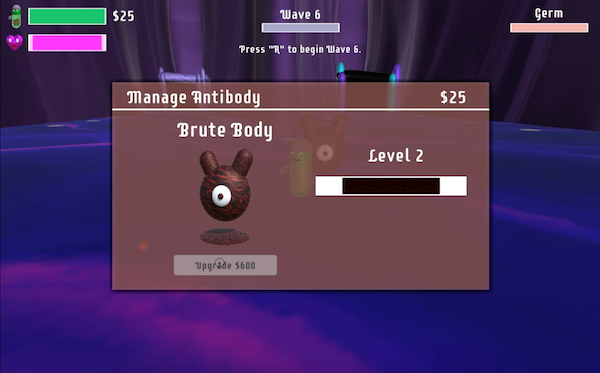 $25
Wave 6
Germ
Press "R" to begin Wave 6.
Manage Antibody
$25
Brute Body
Level 2
Upgrade $600